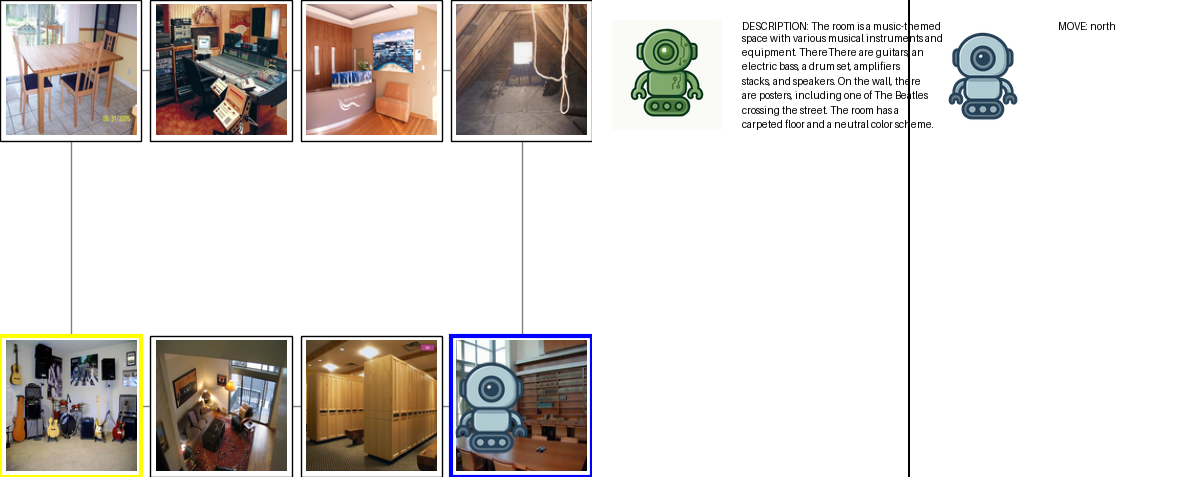 DESCRIPTION: The room is a music-themed
space with various musical instruments and
equipment. There There are guitars, an
electric bass, a drum set, amplifiers
stacks, and speakers. On the wall, there
are posters, including one of The Beatles
crossing the street. The room has a
carpeted floor and a neutral color scheme.
MOVE: north